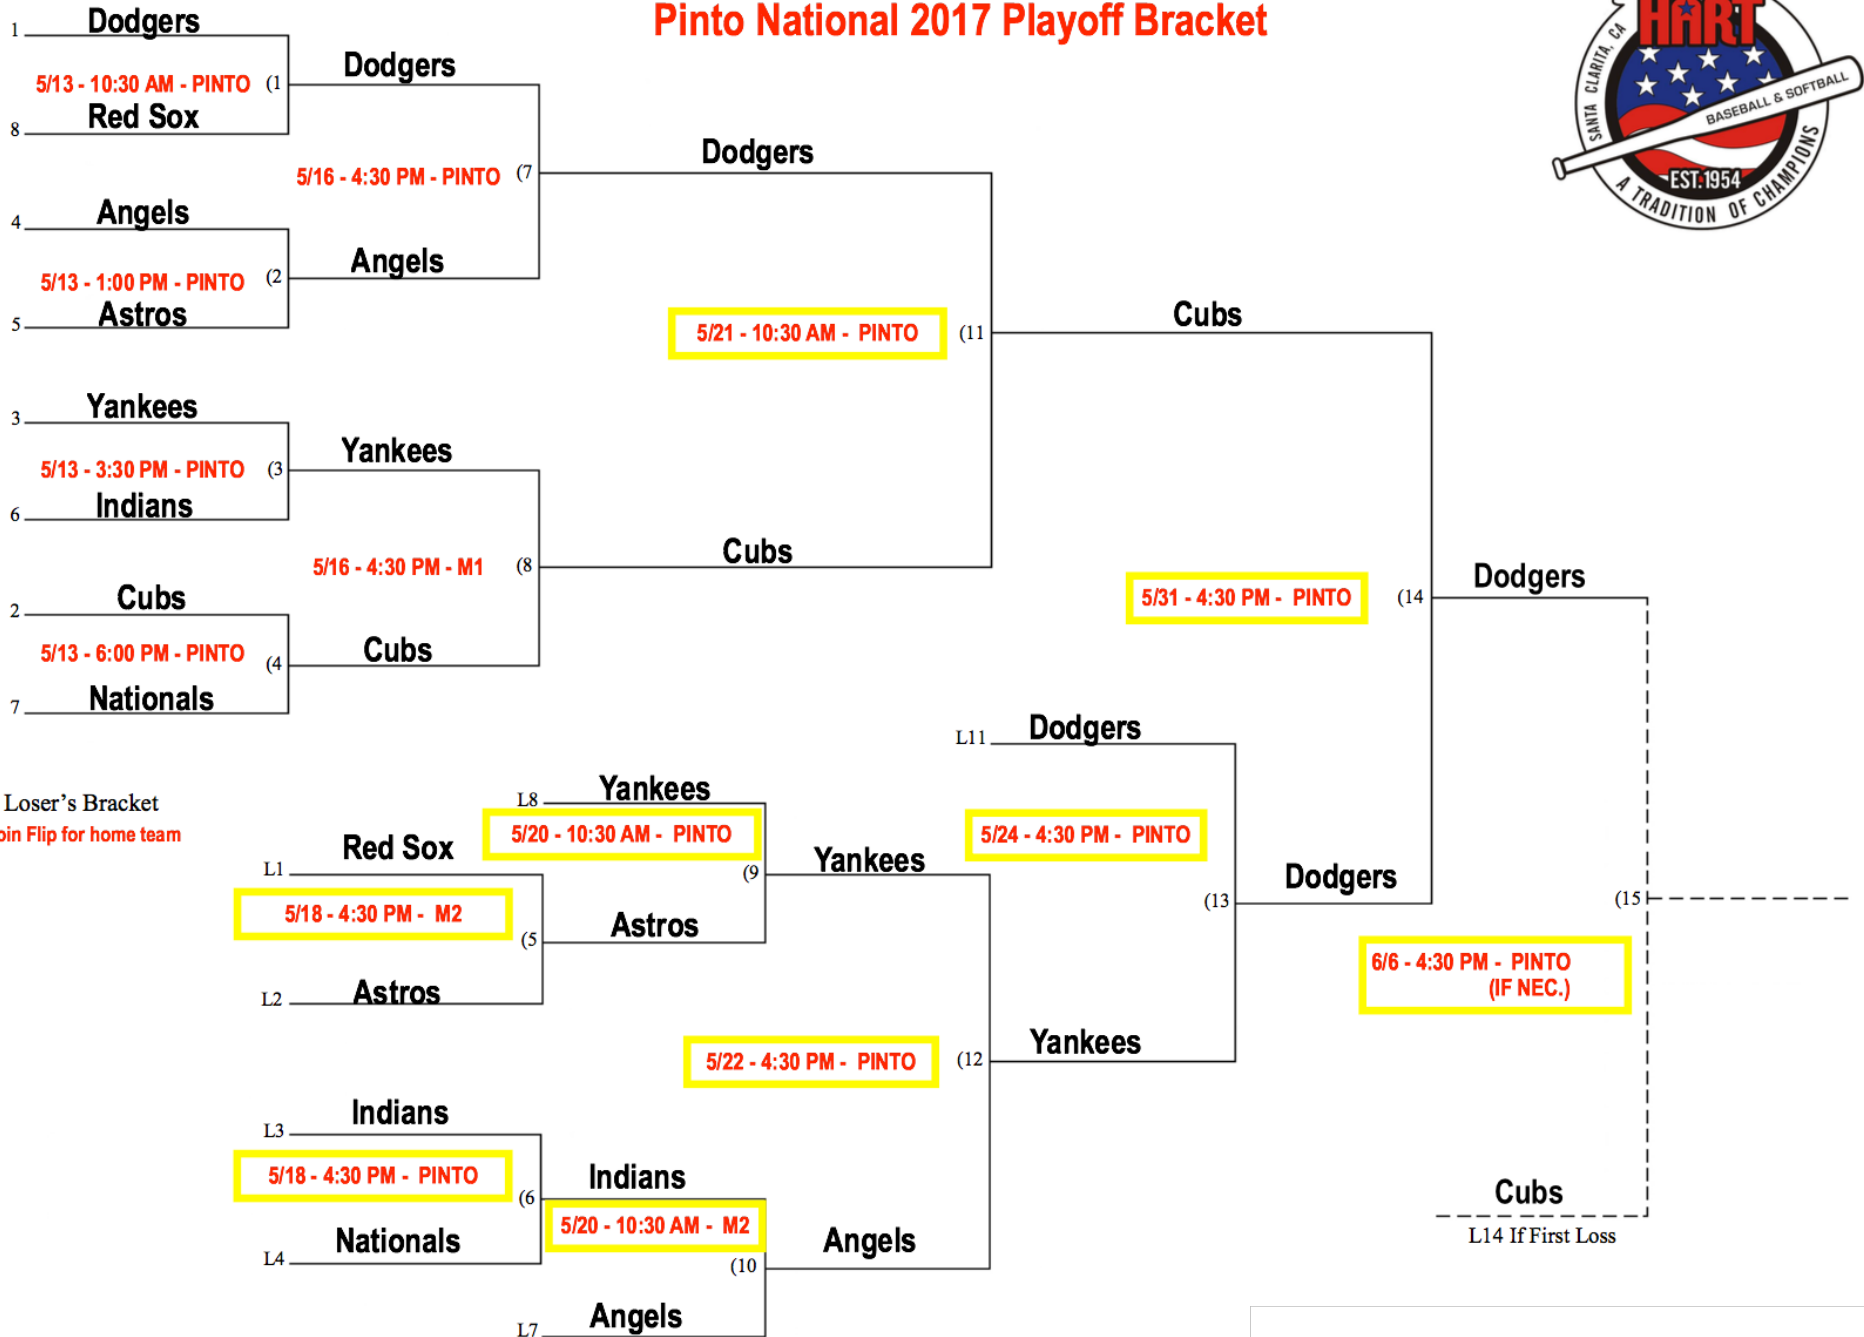 Pinto National 2017 Playoff Bracket
HART
SANTA CLARITA, CA
BASEBALL & SOFTBALL
EST. 1954
A TRADITION OF CHAMPIONS
1 Dodgers
5/13 - 10:30 AM - PINTO (1
8 Red Sox
Dodgers
5/16 - 4:30 PM - PINTO (7
4 Angels
5/13 - 1:00 PM - PINTO (2
5 Astros
Angels
Dodgers
5/21 - 10:30 AM - PINTO (11
3 Yankees
5/13 - 3:30 PM - PINTO (3
6 Indians
Yankees
5/16 - 4:30 PM - M1 (8
2 Cubs
5/13 - 6:00 PM - PINTO (4
7 Nationals
Cubs
Cubs
Cubs
5/31 - 4:30 PM - PINTO (14
Dodgers
Loser’s Bracket
oin Flip for home team
L11 Dodgers
5/24 - 4:30 PM - PINTO
(13
Dodgers
L8 Yankees
5/20 - 10:30 AM - PINTO
(9
Yankees
L1 Red Sox
5/18 - 4:30 PM - M2
(5
Astros
L2 Astros
5/22 - 4:30 PM - PINTO (12
Yankees
L3 Indians
5/18 - 4:30 PM - PINTO
(6
L4 Nationals
Indians
5/20 - 10:30 AM - M2
(10
Angels
L7 Angels
(15
6/6 - 4:30 PM - PINTO
(IF NEC.)
Cubs
L14 If First Loss